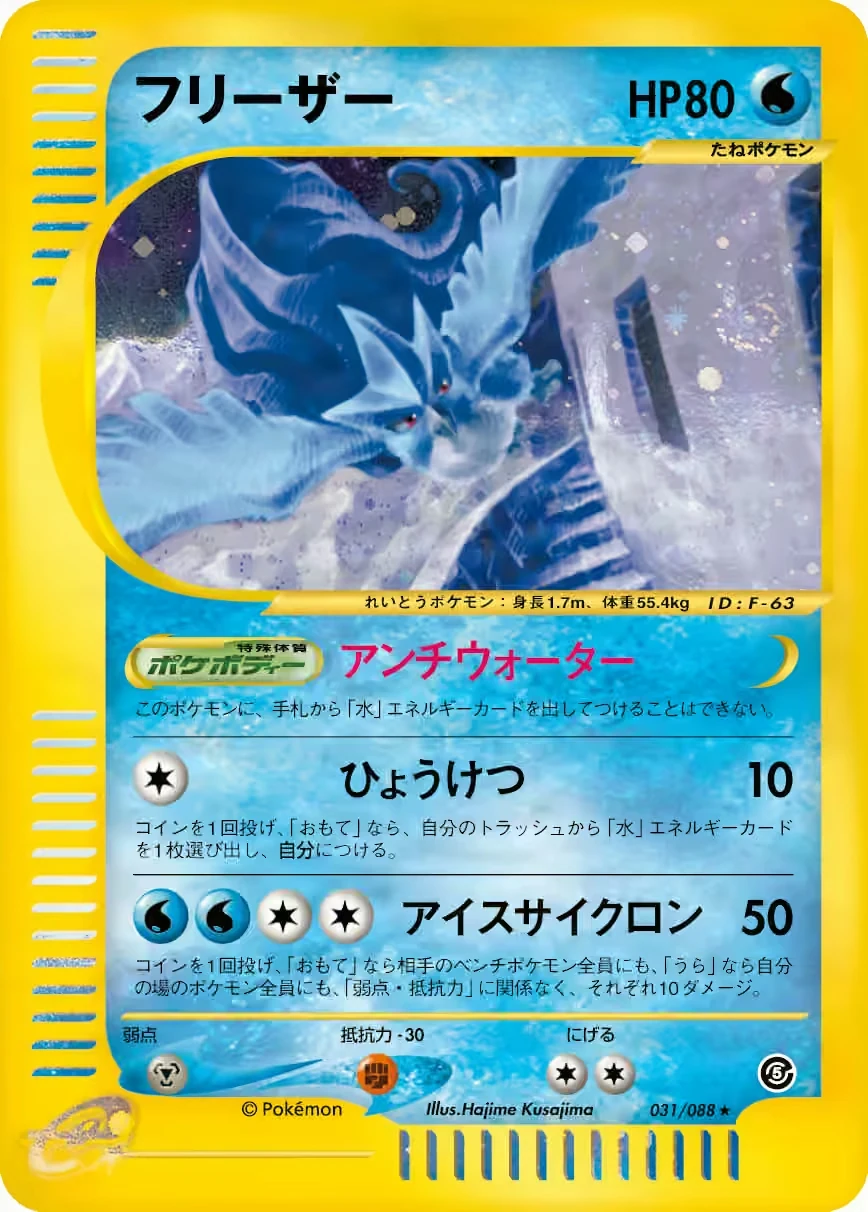 フリーザー HP80
たねポケモン
れいとうポケモン：身長1.7m、体重55.4kg ID：F-63
特殊体質
ポケボディー アンチウォーター
このポケモンに、手札から「水」エネルギーカードを出してつけることはできない。
ひょうけつ 10
コインを1回投げ、「おもて」なら、自分のトラッシュから「水」エネルギーカード
を1枚選び出し、自分につける。
アイスサイクロン 50
コインを1回投げ、「おもて」なら相手のベンチポケモン全員にも、「うら」なら自分
の場のポケモン全員にも、「弱点・抵抗力」に関係なく、それぞれ10ダメージ。
弱点 抵抗力-30 にげる
5
© Pokémon Illus.Hajime Kusajima 031/088★